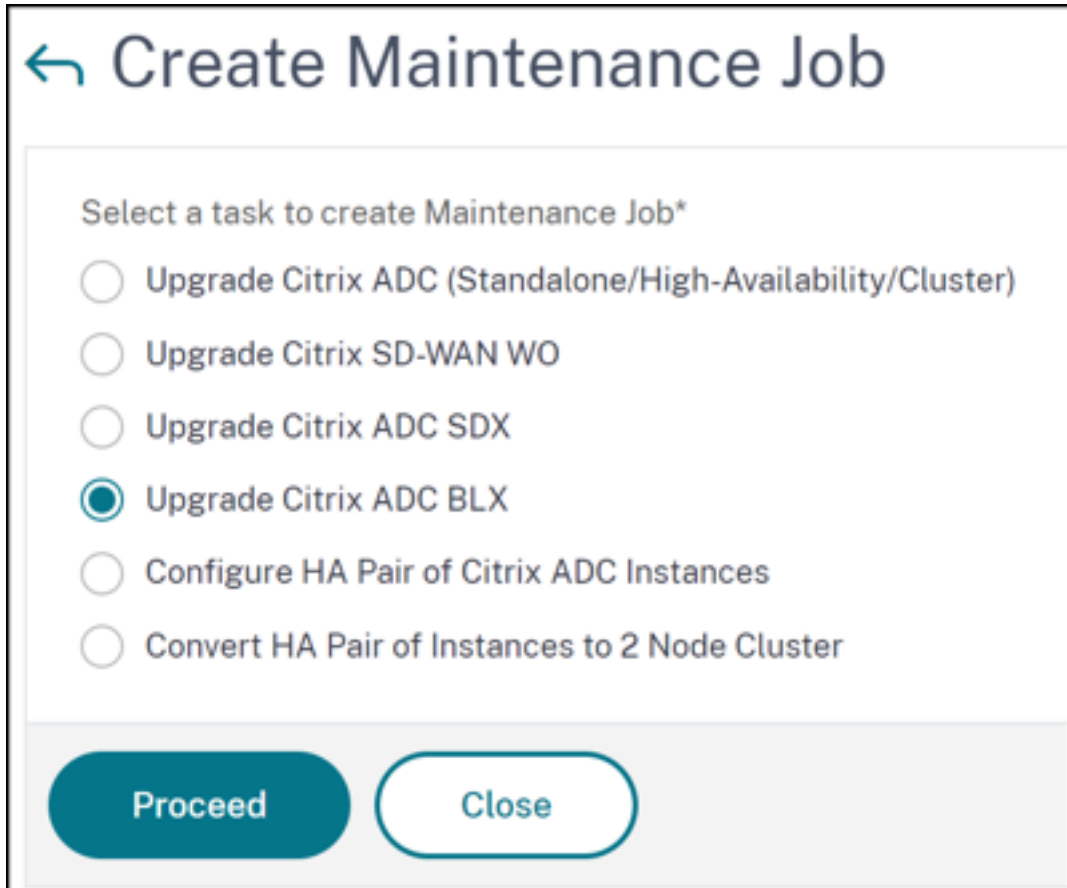 Create Maintenance Job
Select a task to create Maintenance Job*
Upgrade Citrix ADC (Standalone/High-Availability/Cluster)
Upgrade Citrix SD-WAN WO
Upgrade Citrix ADC SDX
Upgrade Citrix ADC BLX
Configure HA Pair of Citrix ADC Instances
Convert HA Pair of Instances to 2 Node Cluster
Proceed Close